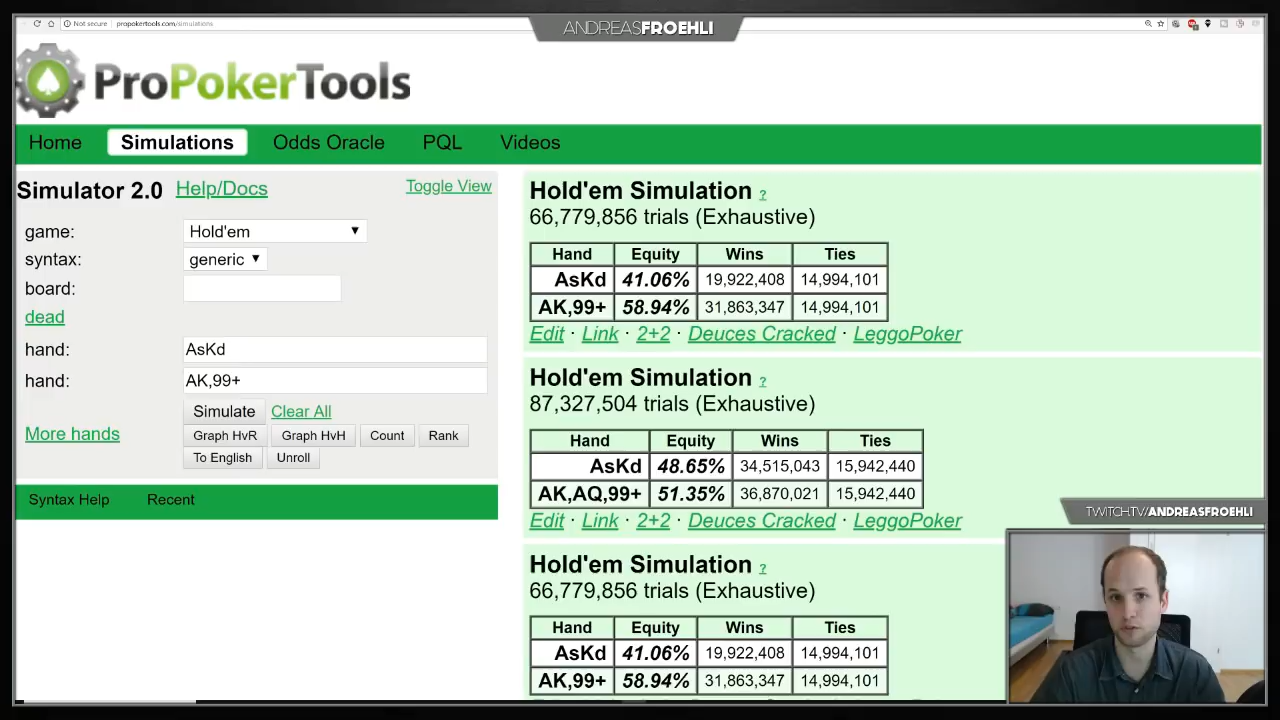 Not secure | propokertools.com/simulations
ANDREASFROEHLI
ProPokerTools
Home Simulations Odds Oracle PQL Videos
Simulator 2.0 Help/Docs Toggle View
game: Hold'em
syntax: generic
board:
dead
hand: AsKd
hand: AK,99+
Simulate Clear All
More hands
Graph HvR Graph HvH Count Rank
To English Unroll
Syntax Help Recent
Hold'em Simulation ?
66,779,856 trials (Exhaustive)
Hand Equity Wins Ties
AsKd 41.06% 19,922,408 14,994,101
AK,99+ 58.94% 31,863,347 14,994,101
Edit · Link · 2+2 · Deuces Cracked · LeggoPoker
Hold'em Simulation ?
87,327,504 trials (Exhaustive)
Hand Equity Wins Ties
AsKd 48.65% 34,515,043 15,942,440
AK,AQ,99+ 51.35% 36,870,021 15,942,440
Edit · Link · 2+2 · Deuces Cracked · LeggoPoker
Hold'em Simulation ?
66,779,856 trials (Exhaustive)
Hand Equity Wins Ties
AsKd 41.06% 19,922,408 14,994,101
AK,99+ 58.94% 31,863,347 14,994,101
TWITCH.TV/ANDREASFROEHLI